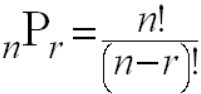 ₙPᵣ = n! / (n−r)!